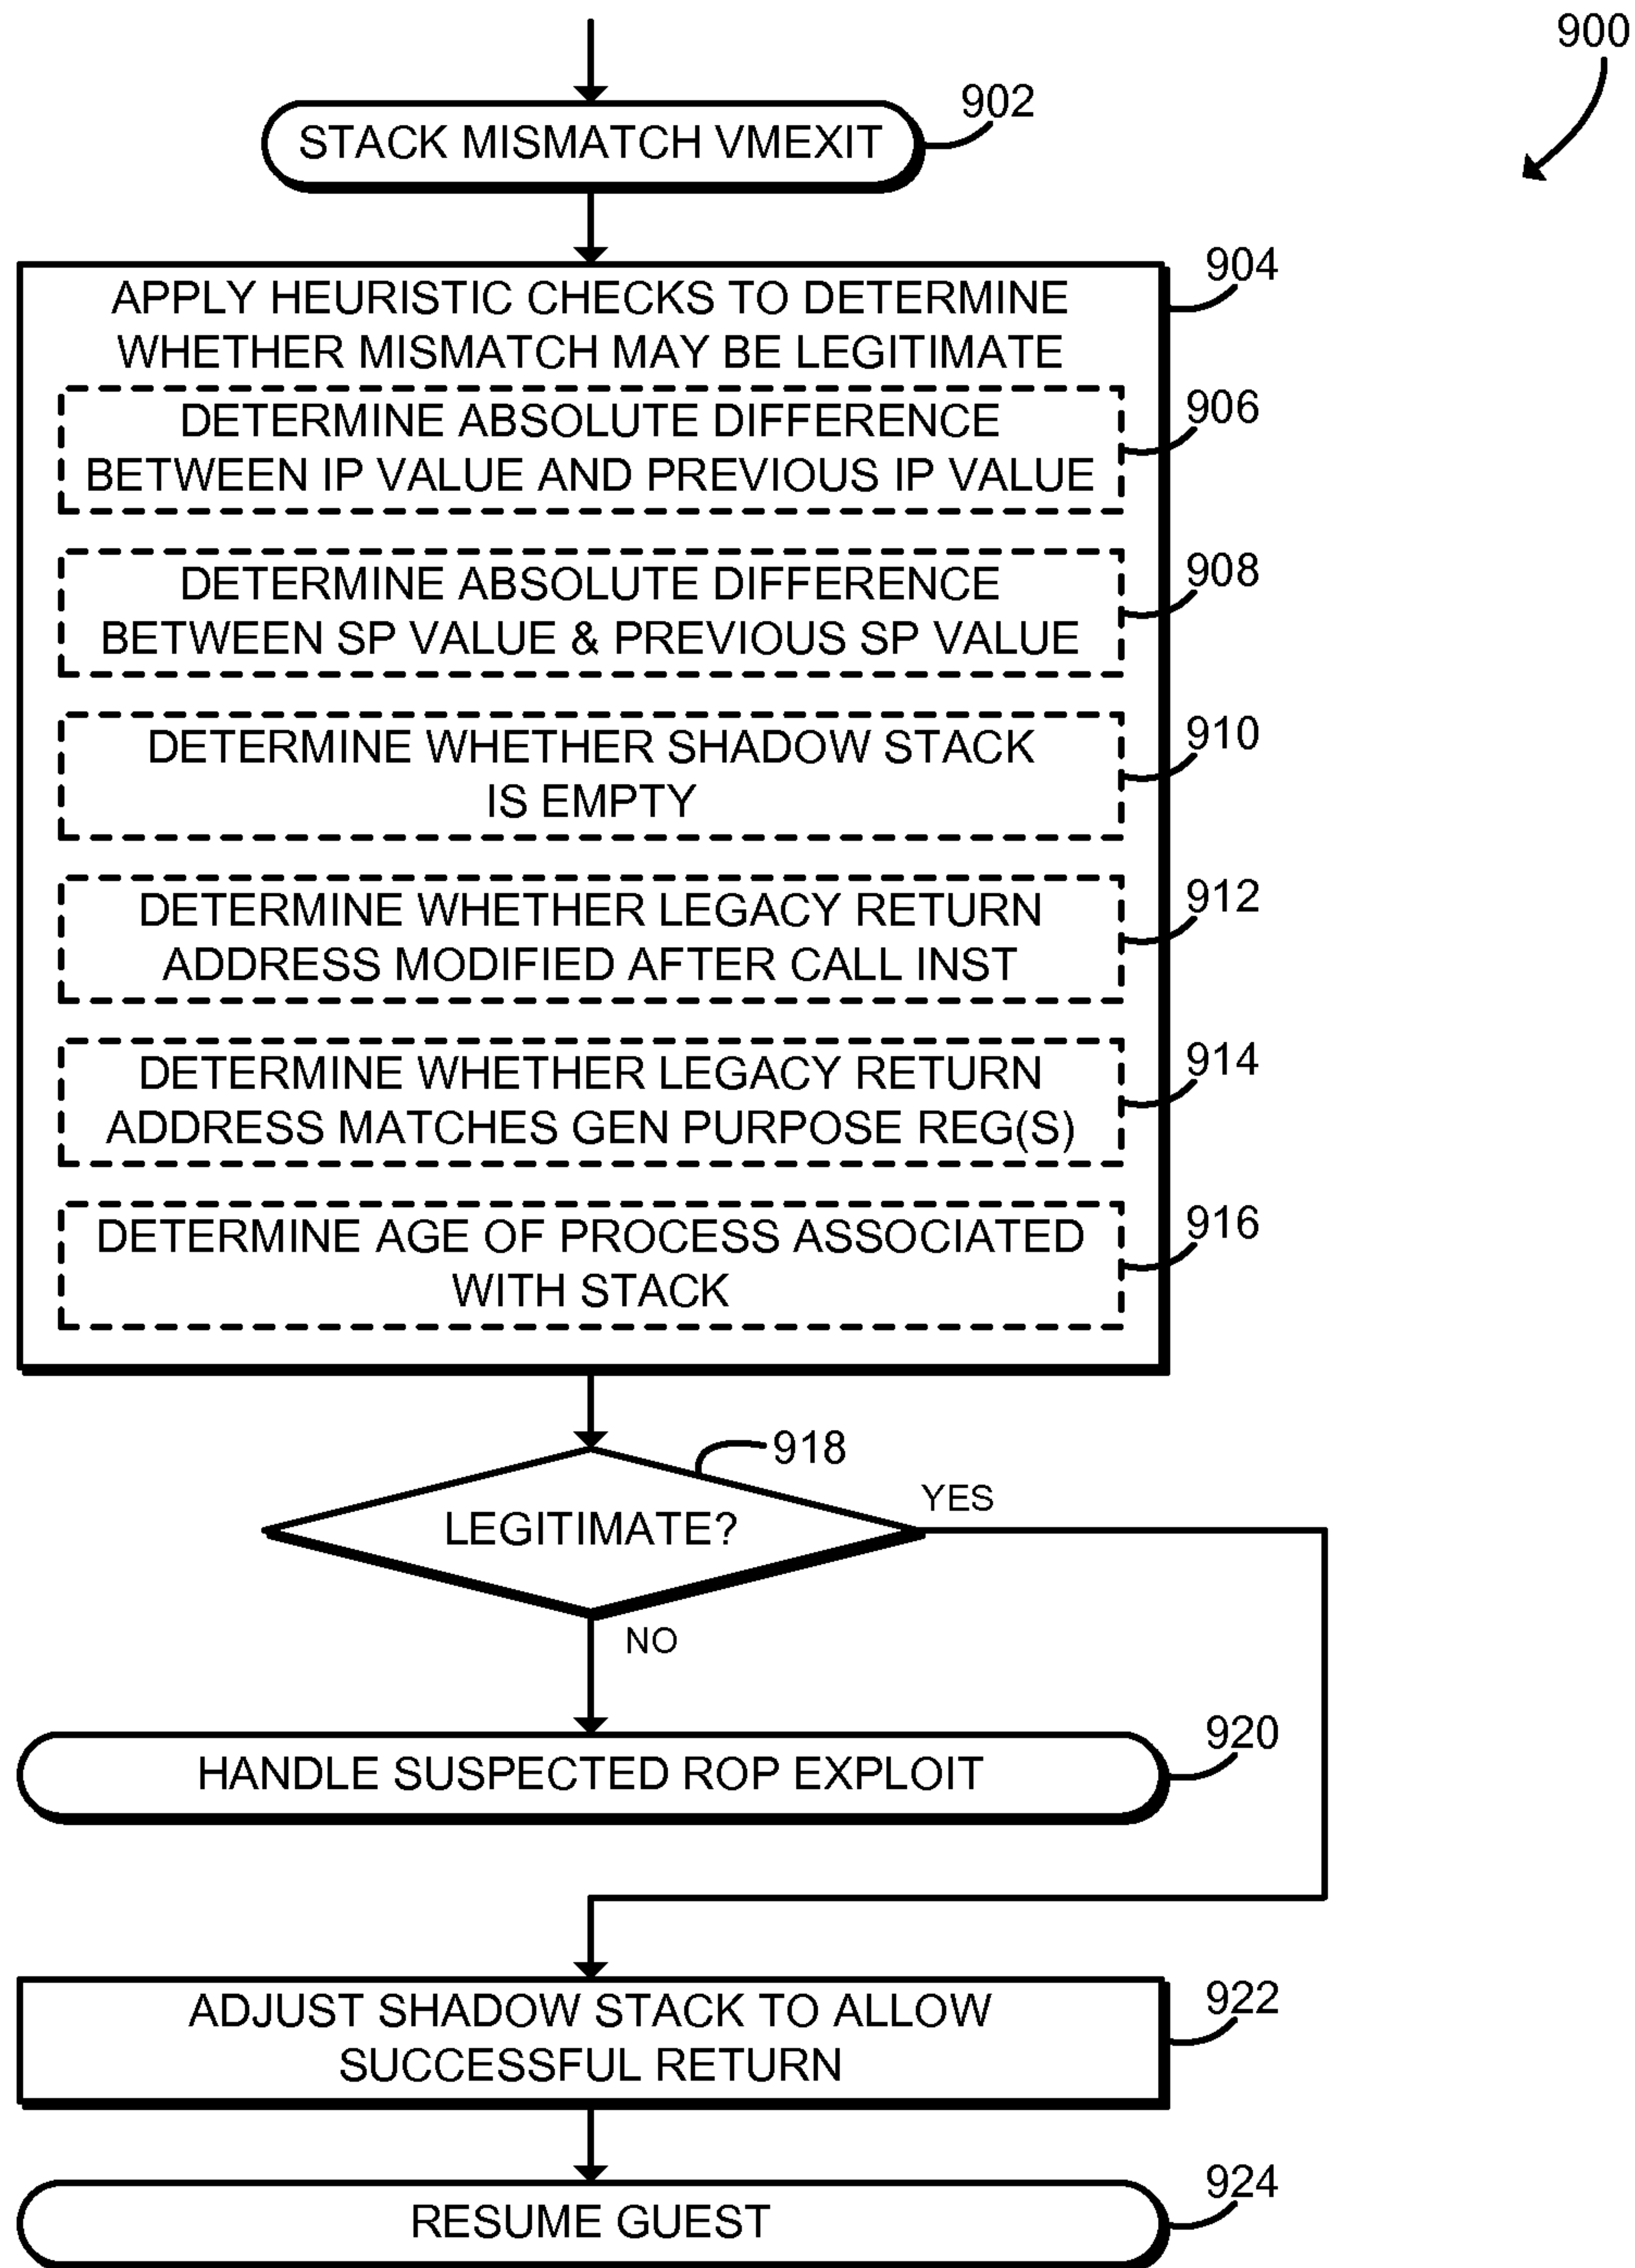 900
902
STACK MISMATCH VMEXIT
904
APPLY HEURISTIC CHECKS TO DETERMINE
WHETHER MISMATCH MAY BE LEGITIMATE
906
DETERMINE ABSOLUTE DIFFERENCE
BETWEEN IP VALUE AND PREVIOUS IP VALUE
908
DETERMINE ABSOLUTE DIFFERENCE
BETWEEN SP VALUE & PREVIOUS SP VALUE
910
DETERMINE WHETHER SHADOW STACK
IS EMPTY
912
DETERMINE WHETHER LEGACY RETURN
ADDRESS MODIFIED AFTER CALL INST
914
DETERMINE WHETHER LEGACY RETURN
ADDRESS MATCHES GEN PURPOSE REG(S)
916
DETERMINE AGE OF PROCESS ASSOCIATED
WITH STACK
918
LEGITIMATE?
YES
NO
920
HANDLE SUSPECTED ROP EXPLOIT
922
ADJUST SHADOW STACK TO ALLOW
SUCCESSFUL RETURN
924
RESUME GUEST